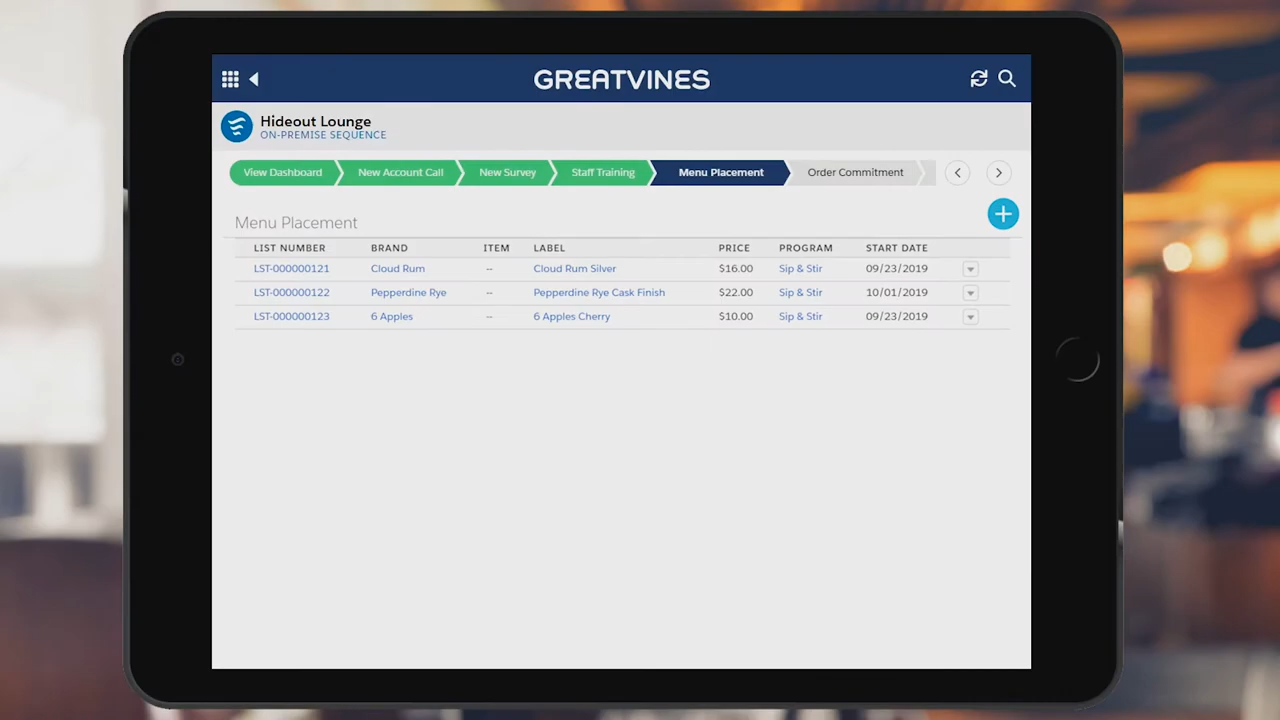 GREATVINES
Hideout Lounge
ON-PREMISE SEQUENCE
View Dashboard New Account Call New Survey Staff Training Menu Placement Order Commitment
Menu Placement
LIST NUMBER BRAND ITEM LABEL PRICE PROGRAM START DATE
LST-000000121 Cloud Rum -- Cloud Rum Silver $16.00 Sip & Stir 09/23/2019
LST-000000122 Pepperdine Rye -- Pepperdine Rye Cask Finish $22.00 Sip & Stir 10/01/2019
LST-000000123 6 Apples -- 6 Apples Cherry $10.00 Sip & Stir 09/23/2019